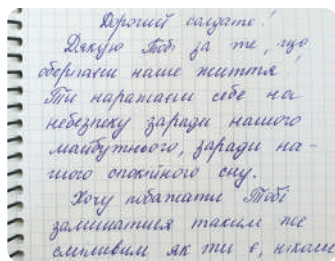 Дорогий солдате!
Дякую Тобі за те, що
оберігаєш наше життя!
Ти наражаєш себе на
небезпеку заради нашого
майбутнього, заради на-
шого спокійного сну.
Хочу побажати Тобі
залишатися таким же
сміливим як ти є, ніколи